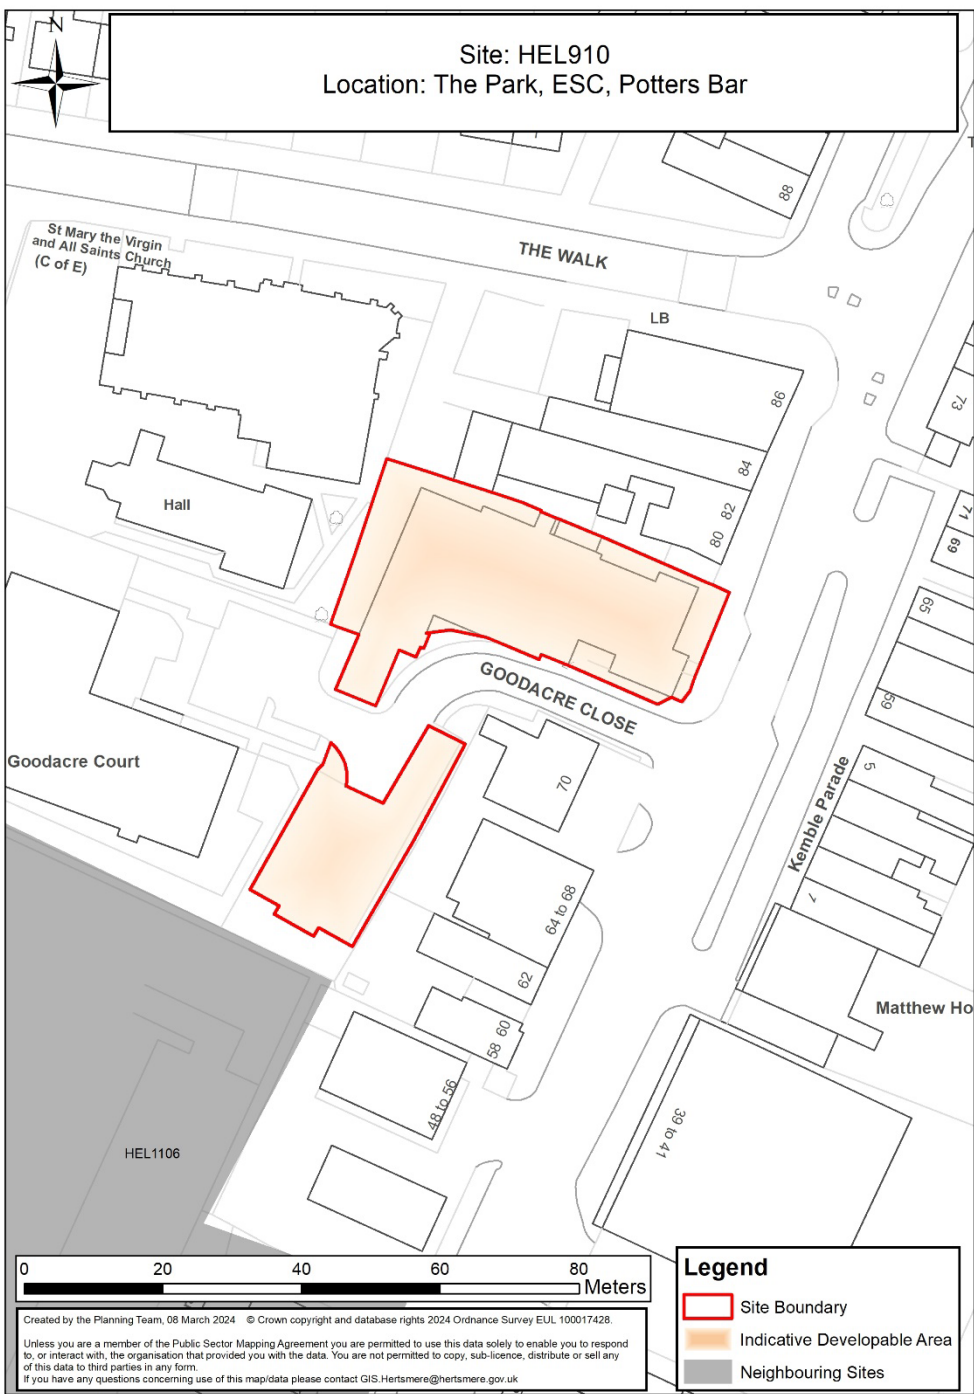 N
Site: HEL910
Location: The Park, ESC, Potters Bar
88
St Mary the Virgin
and All Saints Church
(C of E)
THE WALK
LB
86
73
84
Hall
82
80
71
69
65
GOODACRE CLOSE
59
Goodacre Court
70
5
Kemble Parade
64 to 68
7
62
Matthew Ho
60
58
48 to 56
39 to 41
HEL1106
0 20 40 60 80
Meters
Legend
Site Boundary
Indicative Developable Area
Neighbouring Sites
Created by the Planning Team, 08 March 2024 © Crown copyright and database rights 2024 Ordnance Survey EUL 100017428.
Unless you are a member of the Public Sector Mapping Agreement you are permitted to use this data solely to enable you to respond
to, or interact with, the organisation that provided you with the data. You are not permitted to copy, sub-licence, distribute or sell any
of this data to third parties in any form.
If you have any questions concerning use of this map/data please contact GIS.Hertsmere@hertsmere.gov.uk